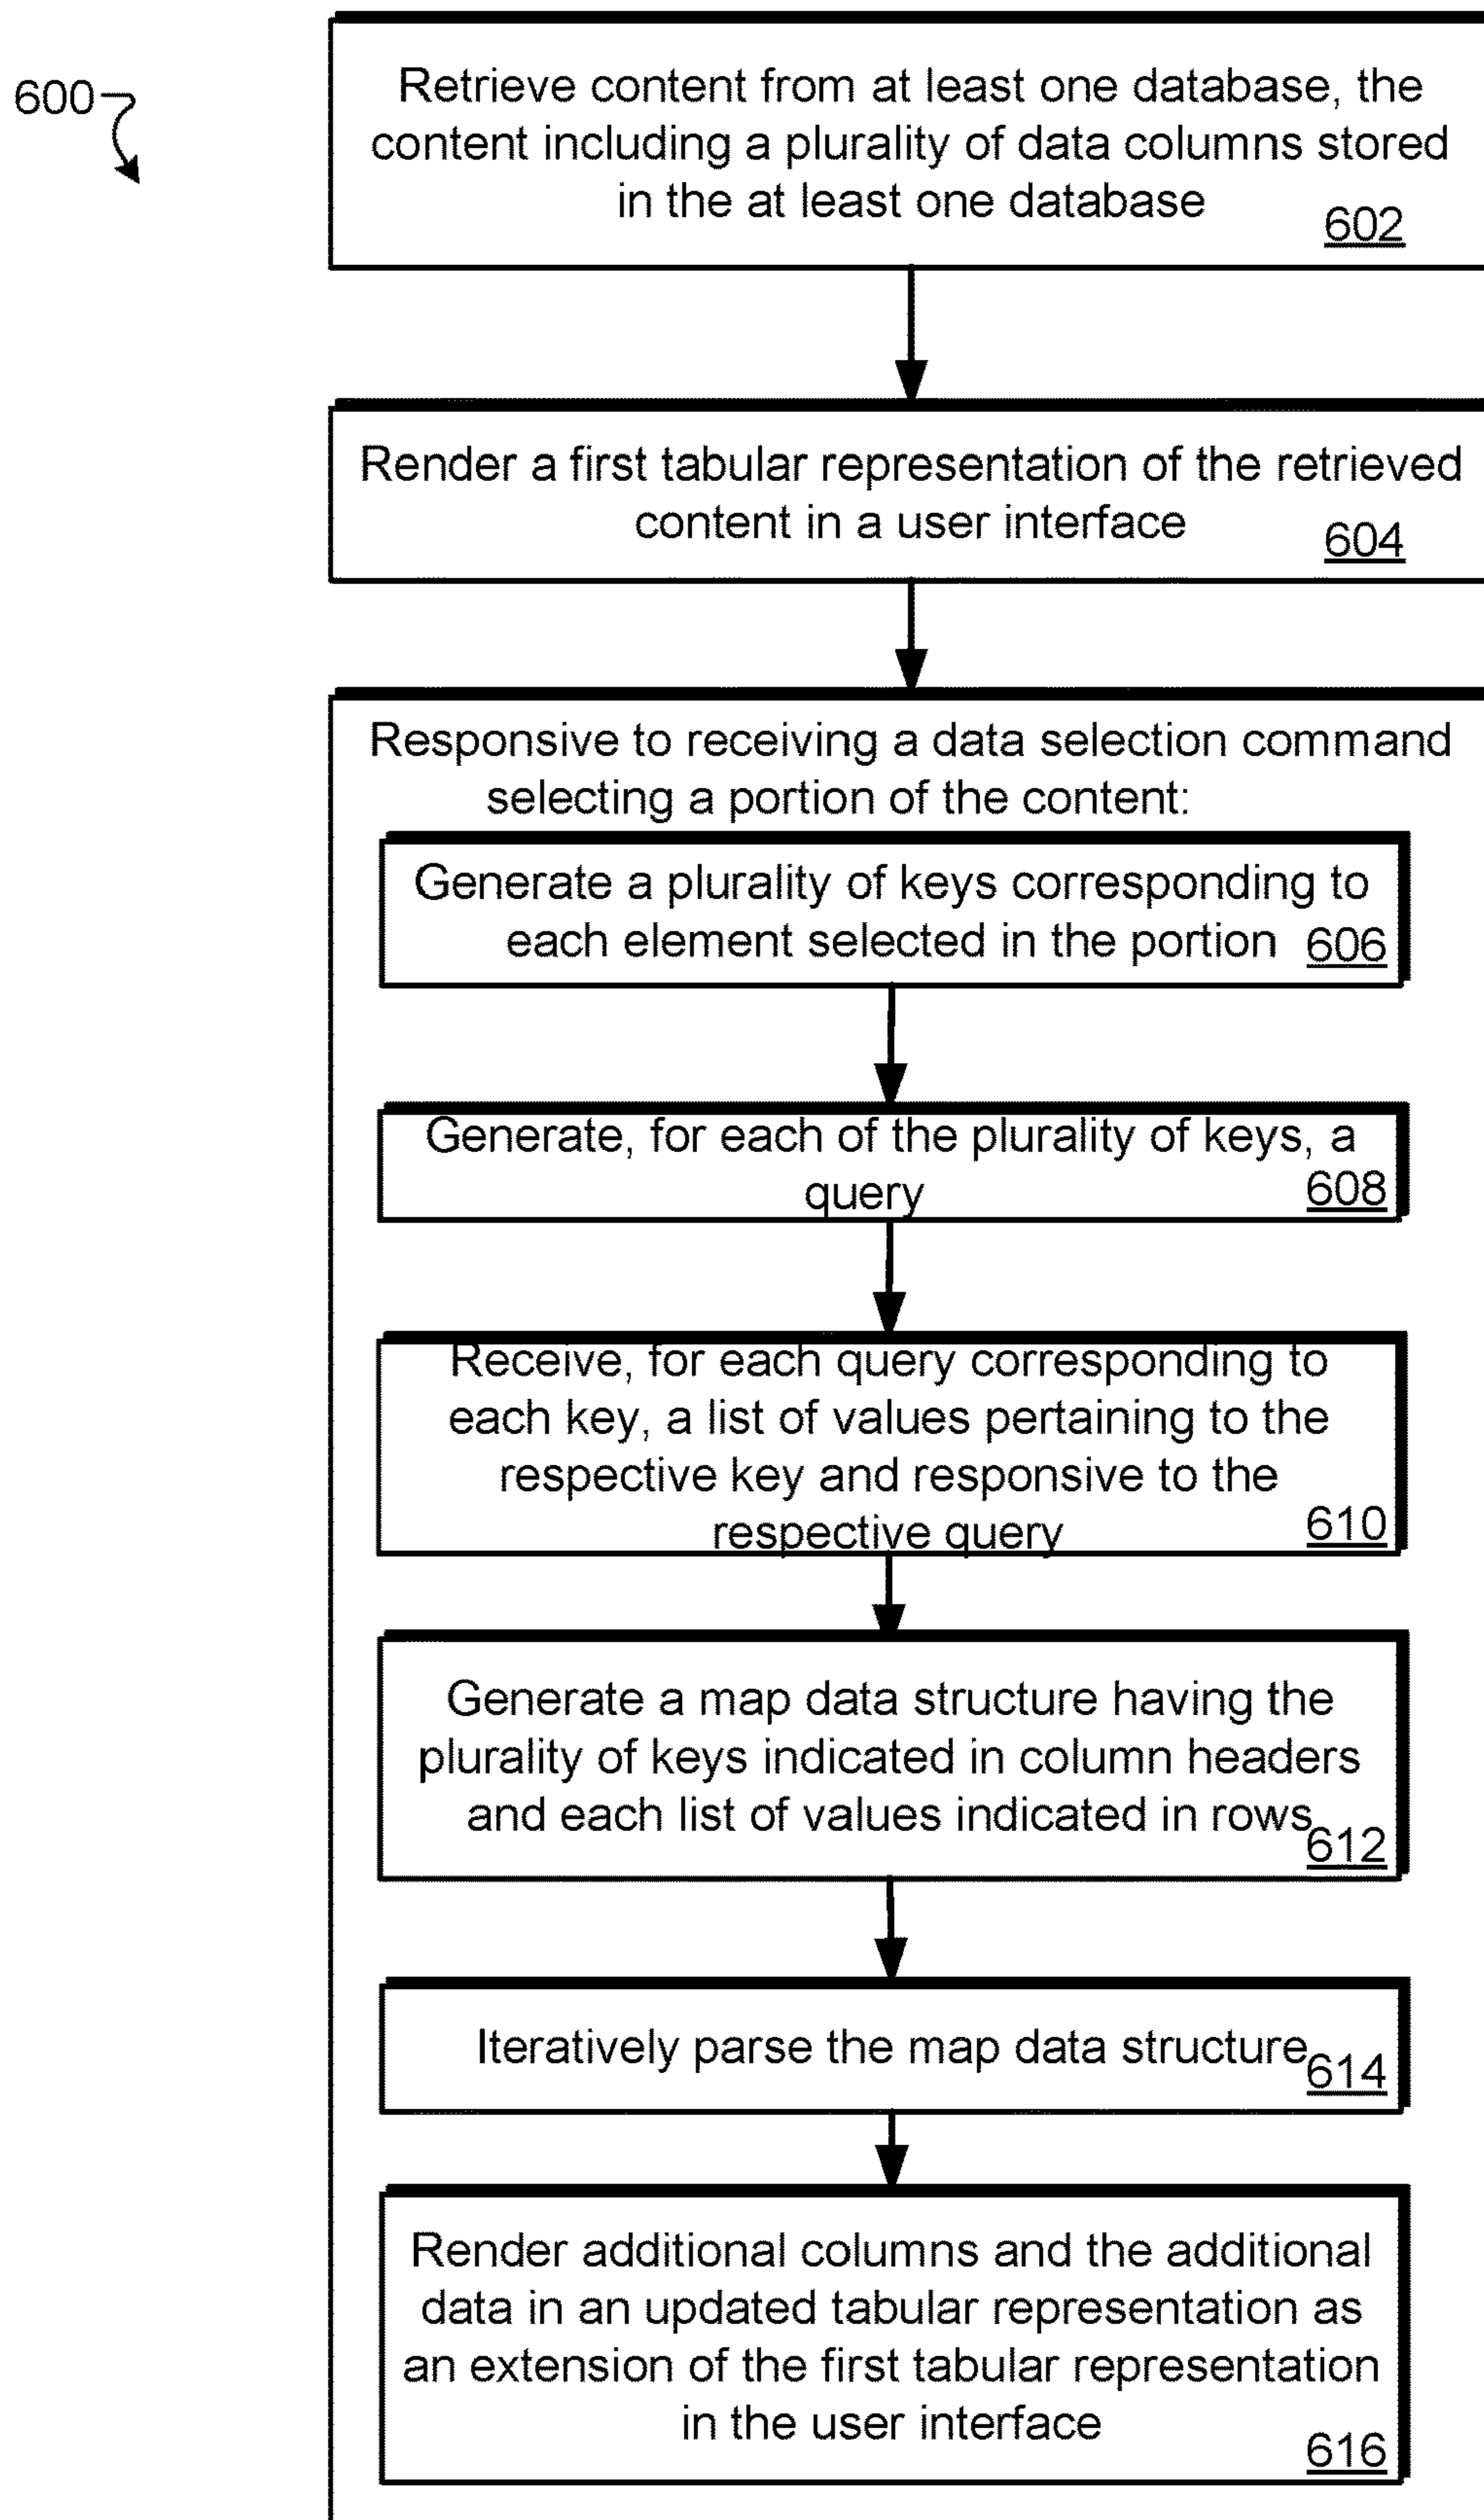 600
Retrieve content from at least one database, the
content including a plurality of data columns stored
in the at least one database
602
Render a first tabular representation of the retrieved
content in a user interface
604
Responsive to receiving a data selection command
selecting a portion of the content:
Generate a plurality of keys corresponding to
each element selected in the portion 606
Generate, for each of the plurality of keys, a
query 608
Receive, for each query corresponding to
each key, a list of values pertaining to the
respective key and responsive to the
respective query 610
Generate a map data structure having the
plurality of keys indicated in column headers
and each list of values indicated in rows
612
Iteratively parse the map data structure
614
Render additional columns and the additional
data in an updated tabular representation as
an extension of the first tabular representation
in the user interface
616